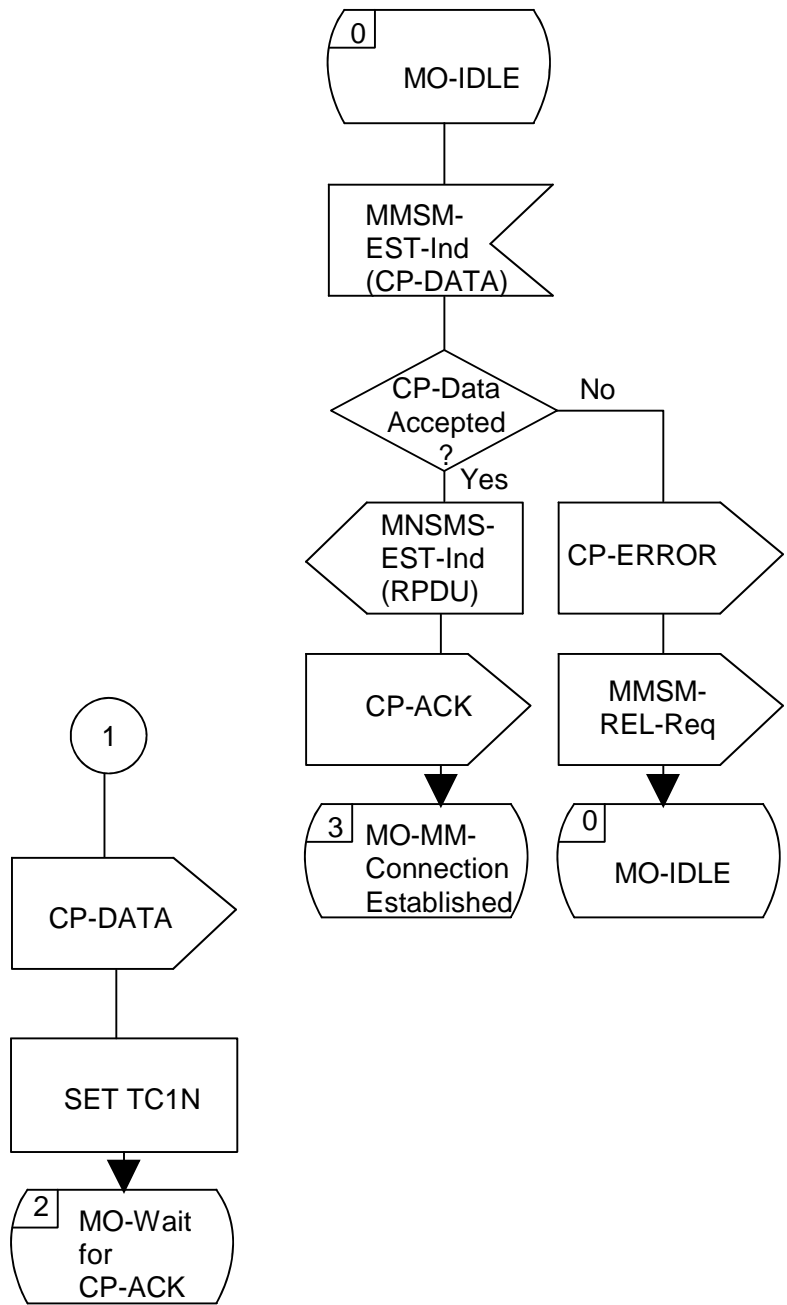 0
MO-IDLE
MMSM-
EST-Ind
(CP-DATA)
CP-Data
Accepted
?
No
Yes
MNSMS-
EST-Ind
(RPDU)
CP-ERROR
CP-ACK
MMSM-
REL-Req
3
MO-MM-
Connection
Established
0
MO-IDLE
1
CP-DATA
SET TC1N
2
MO-Wait
for
CP-ACK